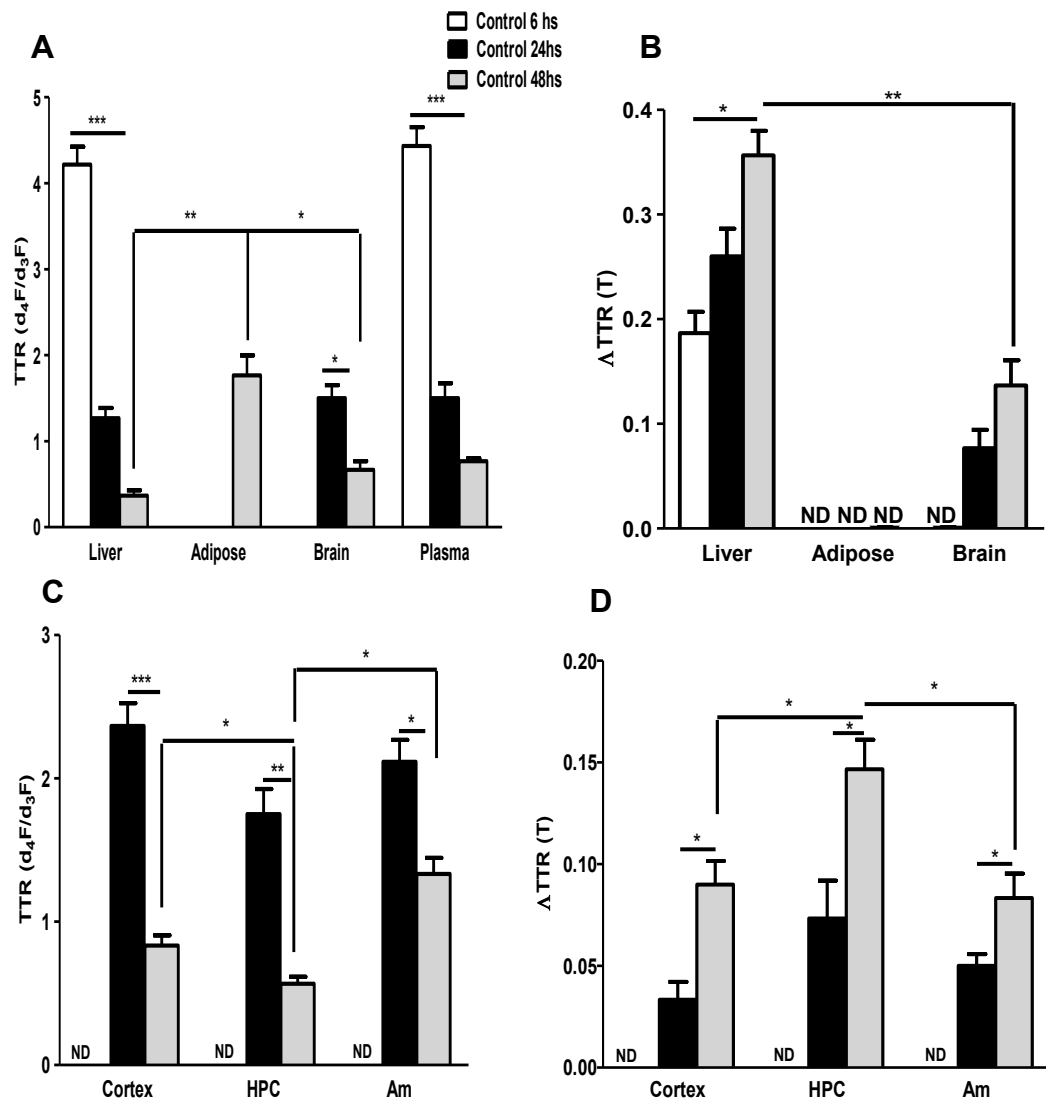 Control 6 hs
Control 24hs
Control 48hs
A
TTR (d₄F/d₃F)
5
4
3
2
1
0
***
**
*
*
***
Liver
Adipose
Brain
Plasma
B
ΛTTR (T)
0.4
0.3
0.2
0.1
0.0
*
**
ND
ND
ND
ND
Liver
Adipose
Brain
C
TTR (d₄F/d₃F)
3
2
1
0
***
*
**
*
*
ND
ND
ND
Cortex
HPC
Am
D
ΛTTR (T)
0.20
0.15
0.10
0.05
0.00
*
*
*
*
*
ND
ND
ND
Cortex
HPC
Am